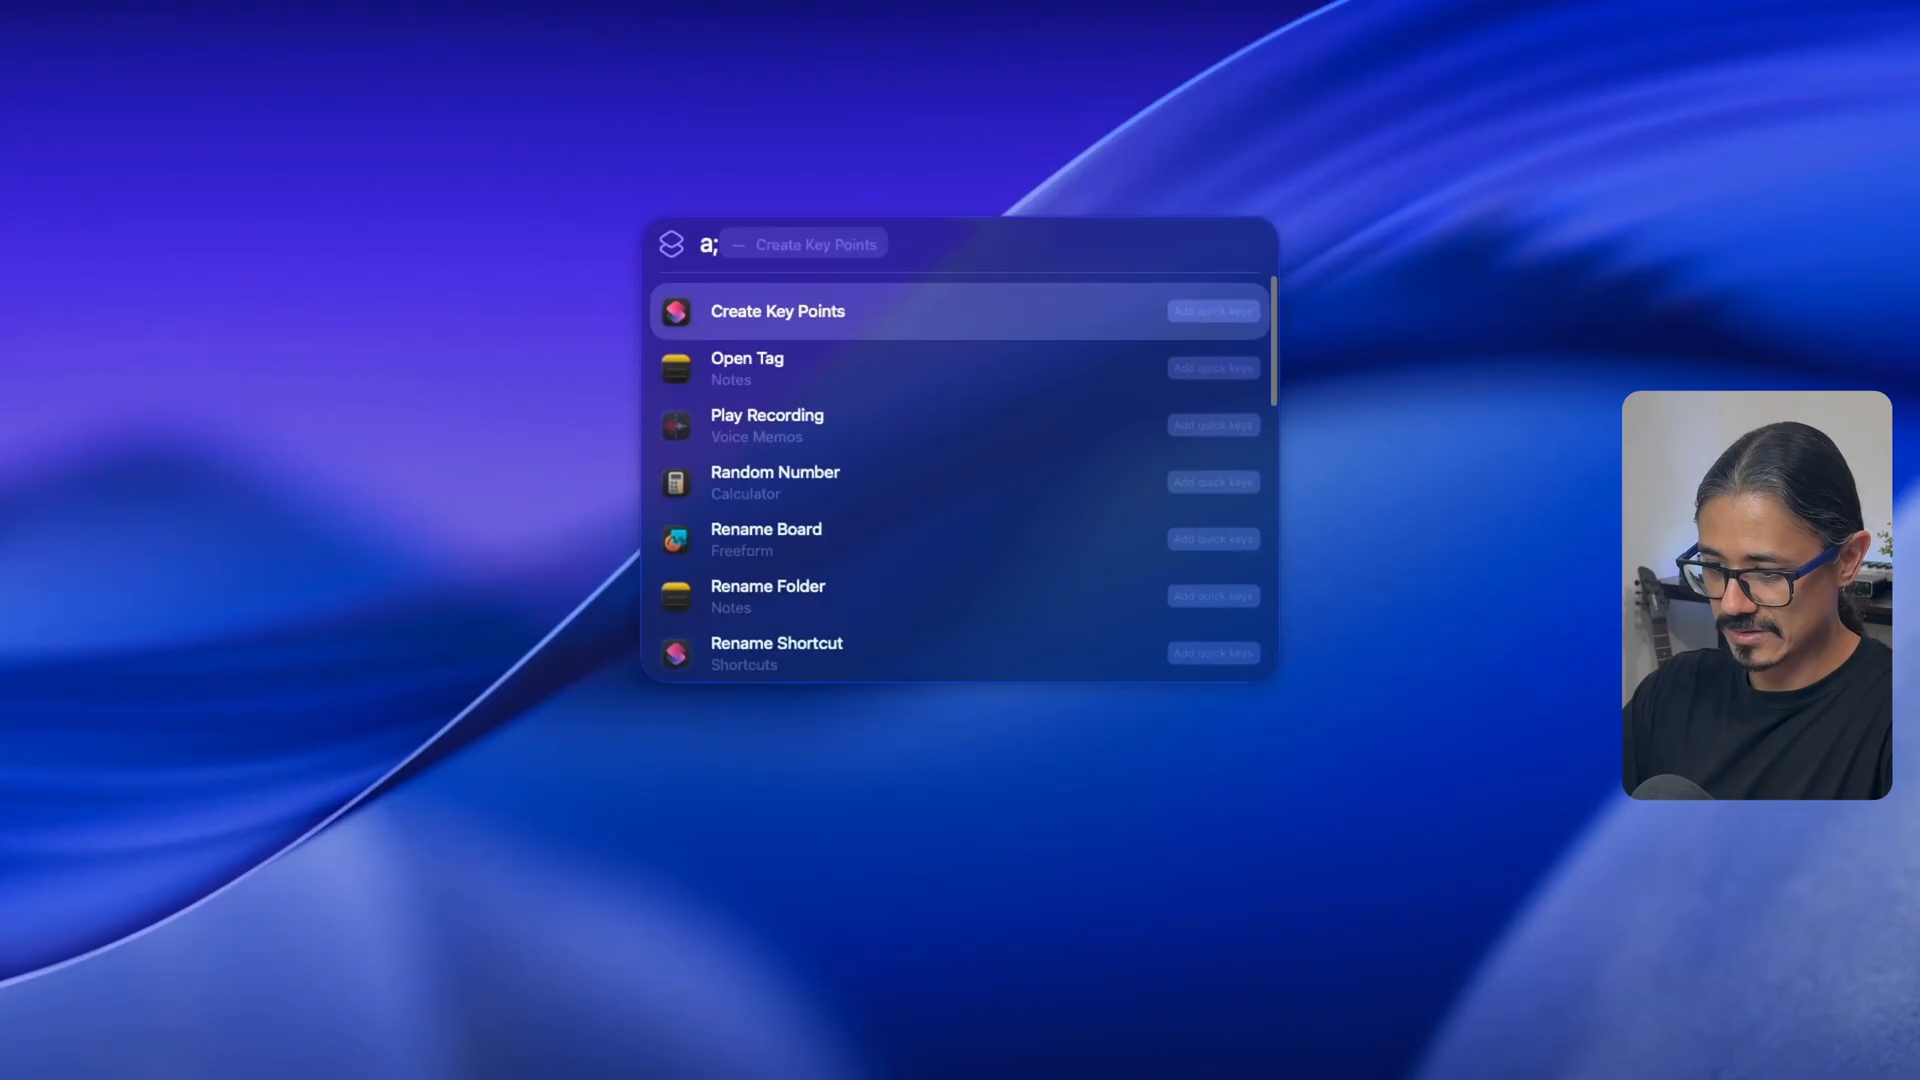 a; — Create Key Points
Create Key Points
Add quick keys
Open Tag
Notes
Add quick keys
Play Recording
Voice Memos
Add quick keys
Random Number
Calculator
Add quick keys
Rename Board
Freeform
Add quick keys
Rename Folder
Notes
Add quick keys
Rename Shortcut
Shortcuts
Add quick keys